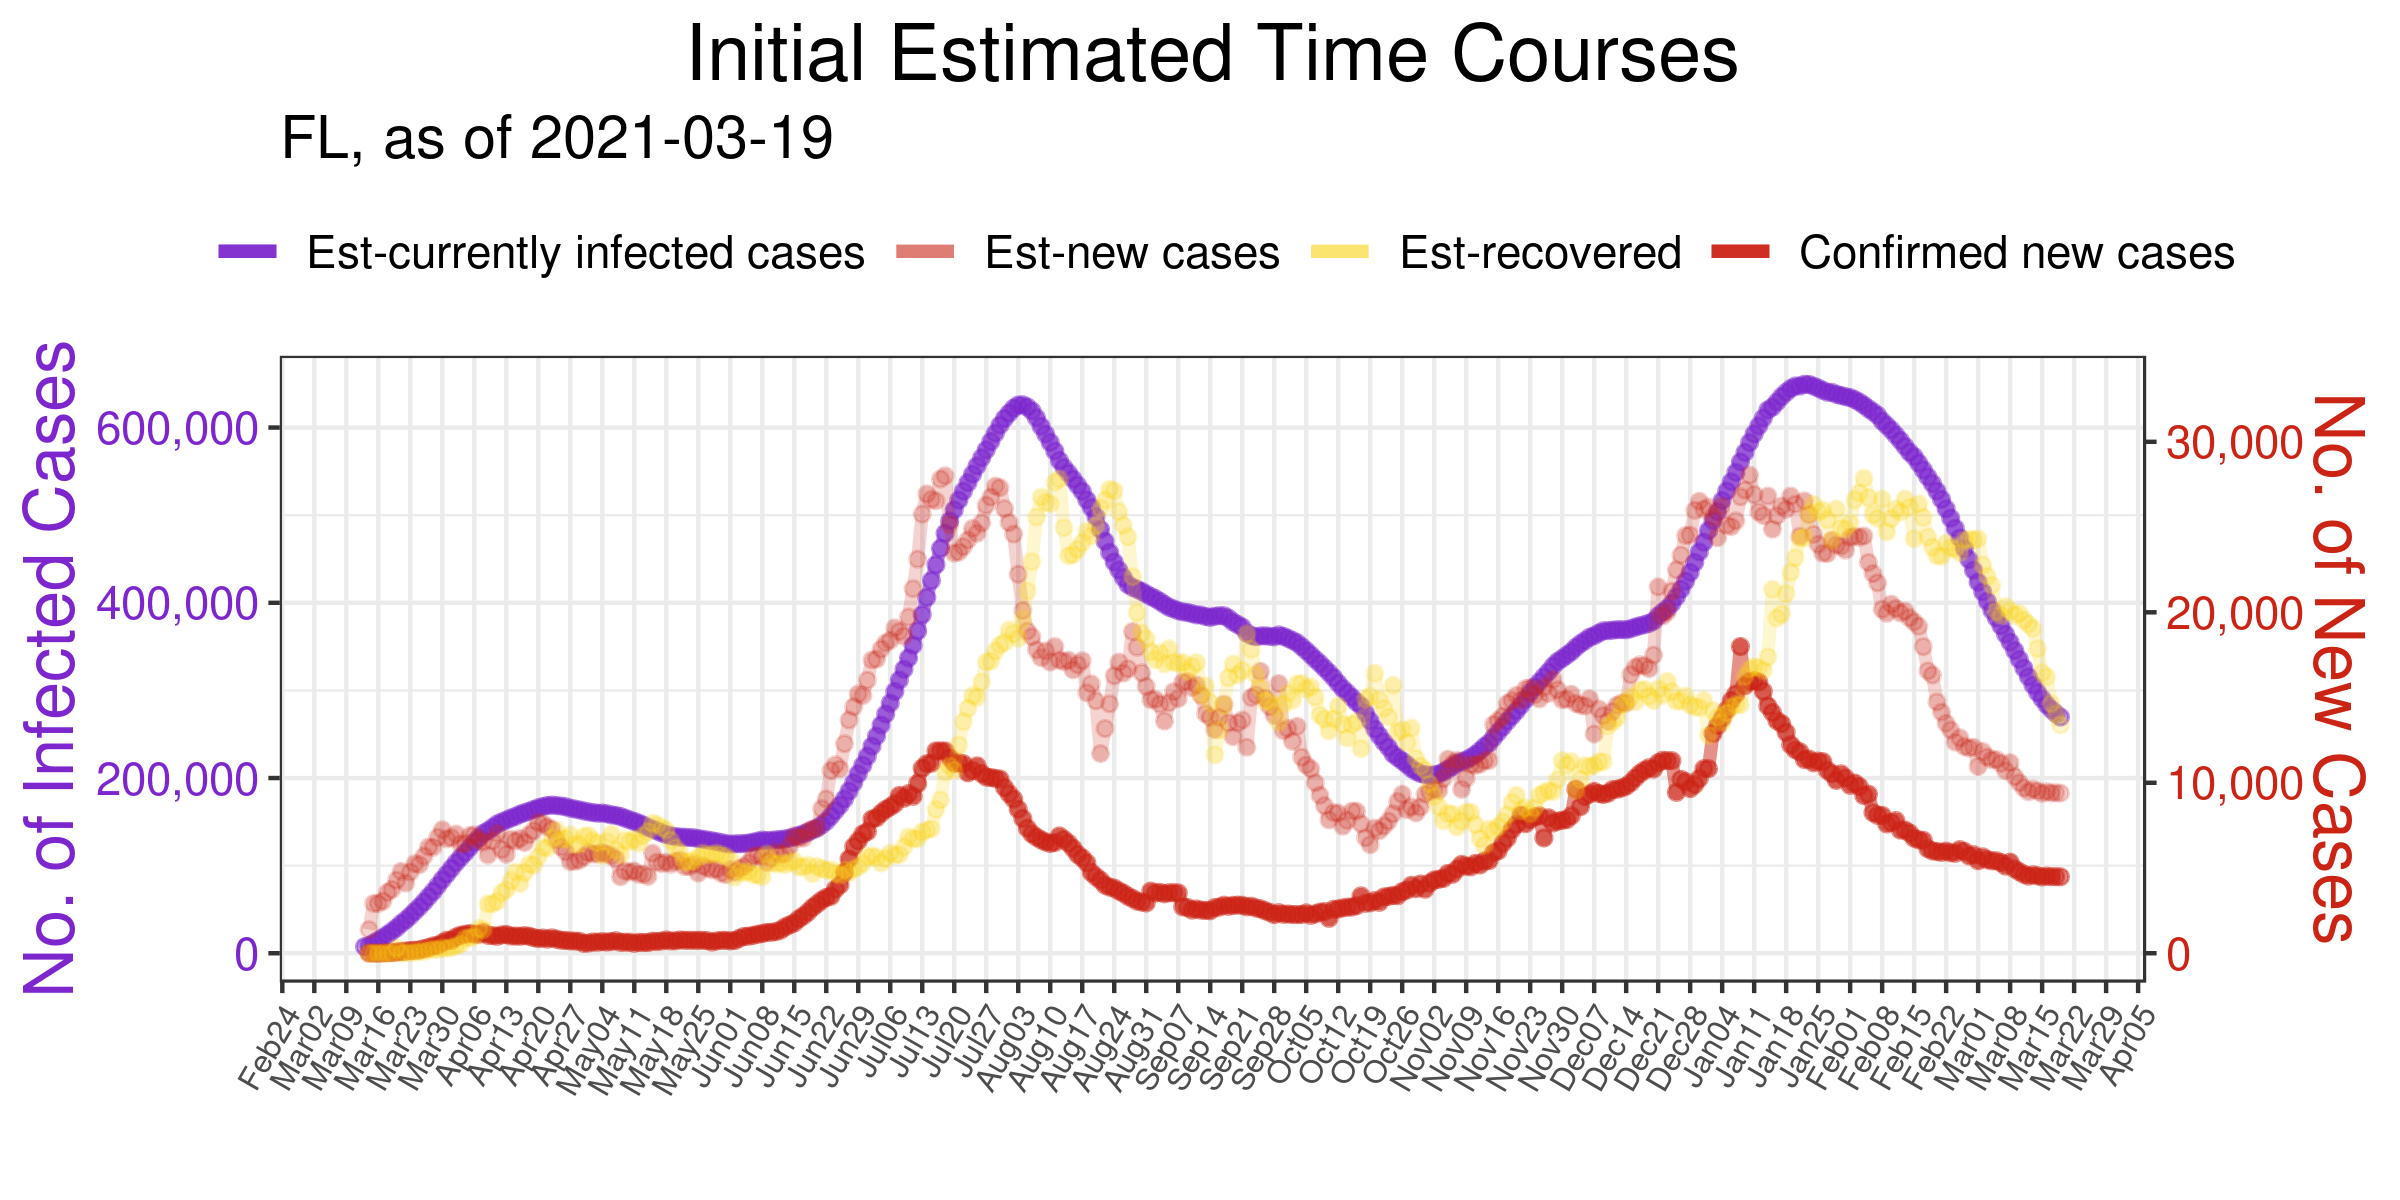 Initial Estimated Time Courses
FL, as of 2021-03-19
Est-currently infected cases Est-new cases Est-recovered Confirmed new cases
No. of Infected Cases
600,000
400,000
200,000
0
30,000
20,000
10,000
0
No. of New Cases
Feb24 Mar02 Mar09 Mar16 Mar23 Mar30 Apr06 Apr13 Apr20 Apr27 May04 May11 May18 May25 Jun01 Jun08 Jun15 Jun22 Jun29 Jul06 Jul13 Jul20 Jul27 Aug03 Aug10 Aug17 Aug24 Aug31 Sep07 Sep14 Sep21 Sep28 Oct05 Oct12 Oct19 Oct26 Nov02 Nov09 Nov16 Nov23 Nov30 Dec07 Dec14 Dec21 Dec28 Jan04 Jan11 Jan18 Jan25 Feb01 Feb08 Feb15 Feb22 Mar01 Mar08 Mar15 Mar22 Mar29 Apr05